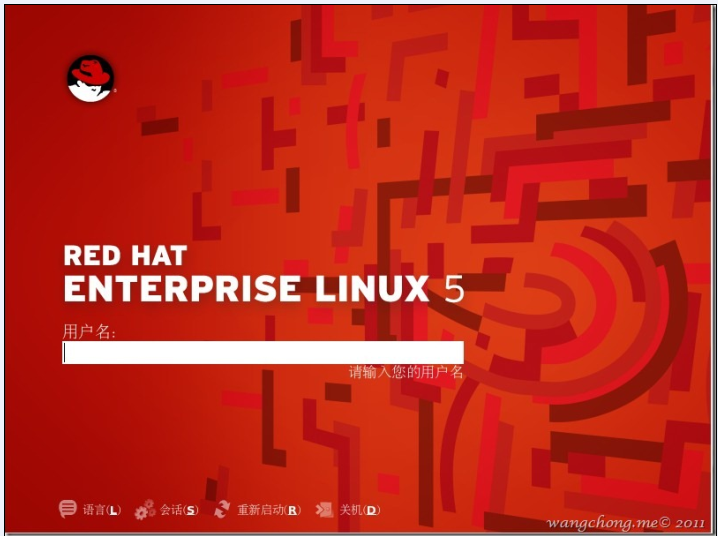 RED HAT
ENTERPRISE LINUX 5
用户名:
请输入您的用户名
语言(L) 会话(S) 重新启动(R) 关机(D)
wangchong.me© 2011